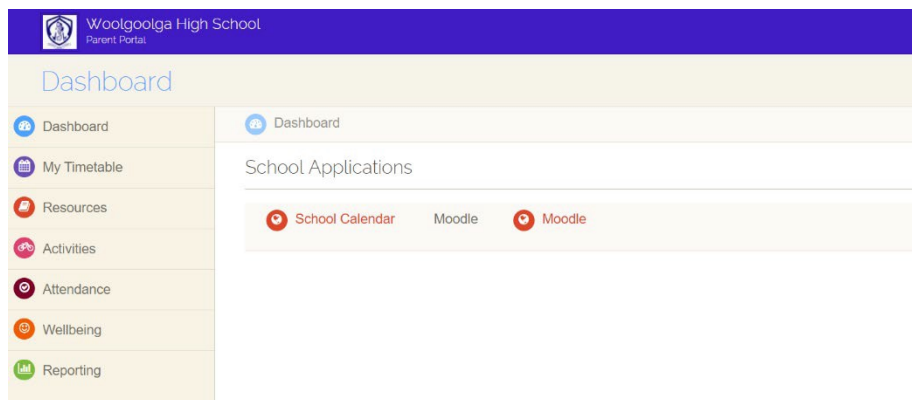 Woolgoolga High School
Parent Portal
Dashboard
Dashboard
My Timetable
Resources
Activities
Attendance
Wellbeing
Reporting
Dashboard
School Applications
School Calendar Moodle Moodle